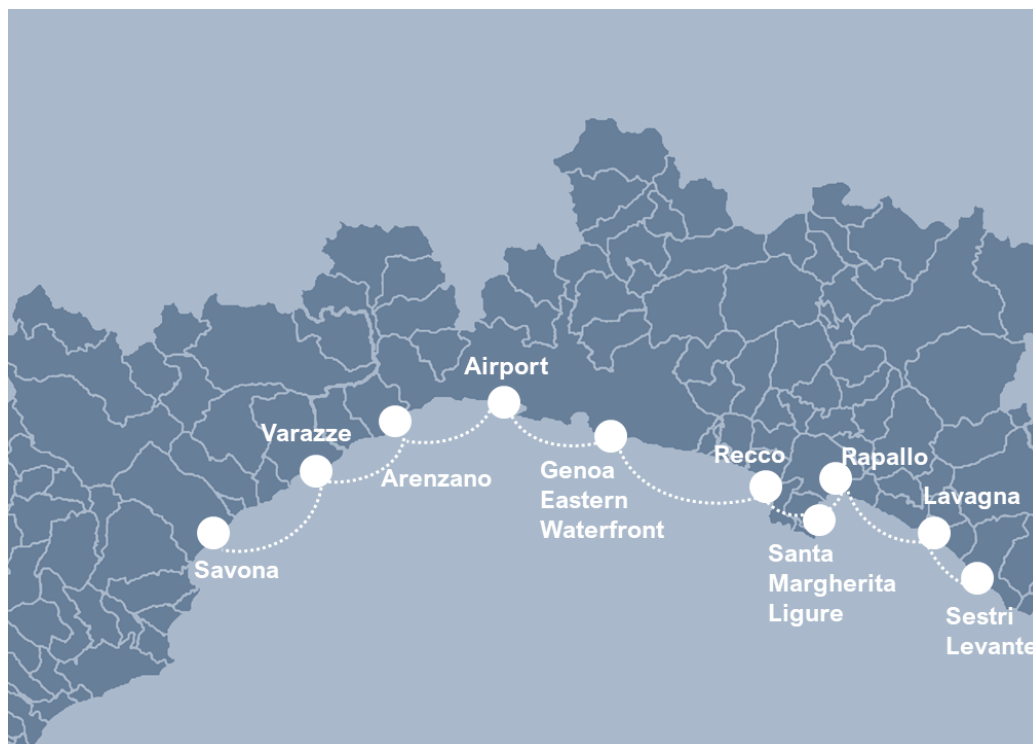 Airport
Varazze
Arenzano
Savona
Genoa
Eastern
Waterfront
Recco
Rapallo
Santa
Margherita
Ligure
Lavagna
Sestri
Levante